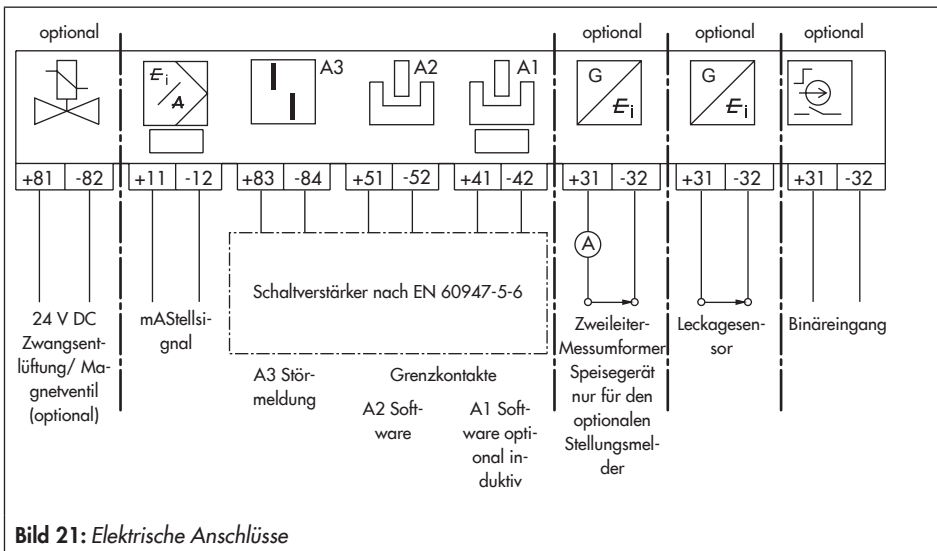 optional optional optional optional
E i / A
A3
A2
A1
G / E i
G / E i
+81 -82 +11 -12 +83 -84 +51 -52 +41 -42 +31 -32 +31 -32 +31 -32
A
Schaltverstärker nach EN 60947-5-6
24 V DC
Zwangsent-
lüftung/ Ma-
gnetventil
(optional)
mAStellsi-
gnal
A3 Stör-
meldung
Grenzkontakte
A2 Soft-
ware
A1 Soft-
ware opti-
onal in-
duktiv
Zweileiter-
Messumformer
Speisegerät
nur für den
optionalen
Stellungsmel-
der
Leckagesen-
sor
Binäreingang
Bild 21: Elektrische Anschlüsse